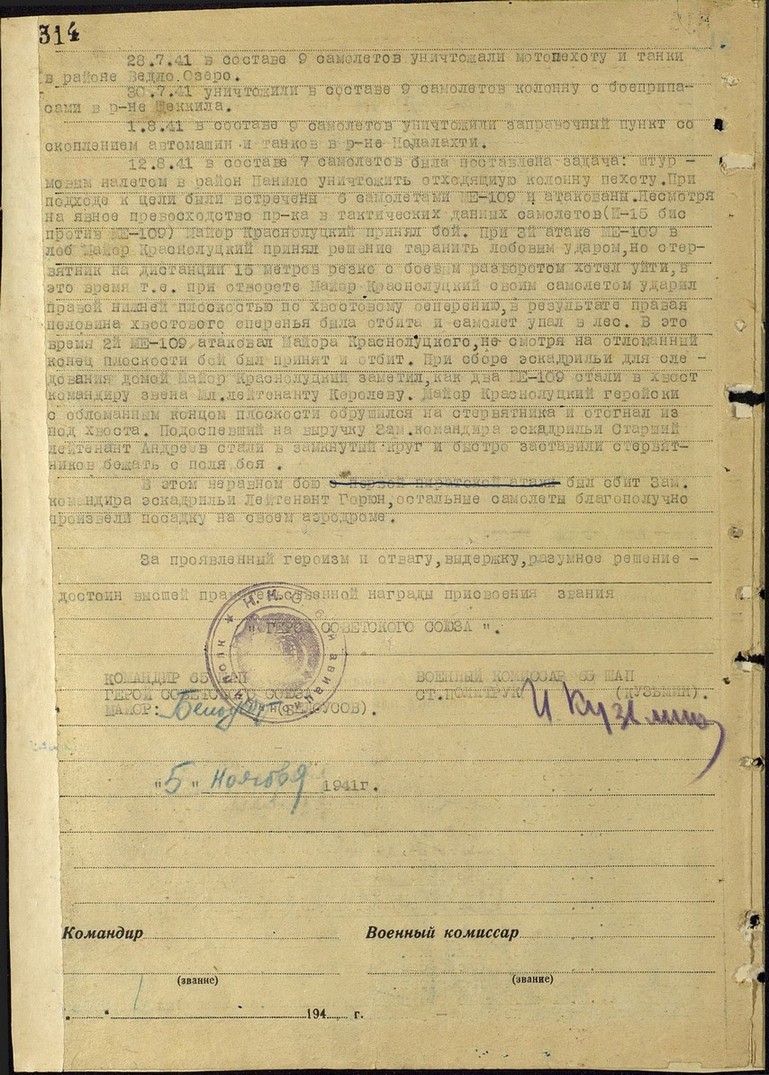 314
28.7.41 в составе 9 самолетов уничтожали мотопехоту и танки
в районе Ведло.Озеро.
30.7.41 уничтожили в составе 9 самолетов колонну с боеприпа-
сами в р-не
1.8.41 в составе 9 самолетов уничтожили заправочный пункт со
скоплением автомашин и танков в р-не
12.8.41 в составе 7 самолетов была поставлена задача: штур -
мовым налетом в район Панило уничтожить отходящую колонну пехоту.При
подходе к цели были встречены 6 самолетами МЕ-109 и атакованы.Несмотря
на явное превосходство пр-ка в тактических данных самолетов(И-15 бис
против МЕ-109) Майор Краснолуцкий принял бой. При 3й атаке МЕ-109 в
лоб Майор Краснолуцкий принял решение таранить лобовым ударом,но стер-
вятник на дистанции 15 метров резко с боевым разворотом хотел уйти,в
это время т.е. при отвороте Майор Краснолуцкий своим самолетом ударил
правой нижней плоскостью по хвостовому оеперению,в результате правая
половина хвостового оперенья была отбита и самолет упал в лес. В это
время 2й МЕ-109 атаковал Майора Краснолуцкого,не смотря на отломанный
конец плоскости бой был принят и отбит. При сборе эскадрильи для сле -
дования домой Майор Краснолуцкий заметил,как два МЕ-109 стали в хвост
командиру звена Мл.лейтенанту Королеву. Майор Краснолуцкий геройски
с обломанным концом плоскости обрушился на стервятника и отогнал из
под хвоста. Подоспевший на выручку Зам.командира эскадрильи Старший
лейтенант Андреев стали в замкнутый круг и быстро заставили стервят-
ников бежать с поля боя .
В этом неравном бою с первой пиратской атаки был сбит Зам.
командира эскадрильи Лейтенант Горюн,остальные самолеты благополучно
произвели посадку на своем аэродроме.
За проявленный героизм и отвагу,выдержку,разумное решение -
достоин высшей правительственной награды присвоения звания
" ГЕРОЯ СОВЕТСКОГО СОЮЗА ".
КОМАНДИР 65 ШАП ВОЕННЫЙ КОМИССАР 65 ШАП
ГЕРОЙ СОВЕТСКОГО СОЮЗА СТ.ПОЛИТРУК И.Кузьмин (КУЗЬМИН).
МАЙОР: Белоусов (БЕЛОУСОВ).
"5" ноября 1941г.
Командир Военный комиссар
(звание) (звание)
" " 194 г.